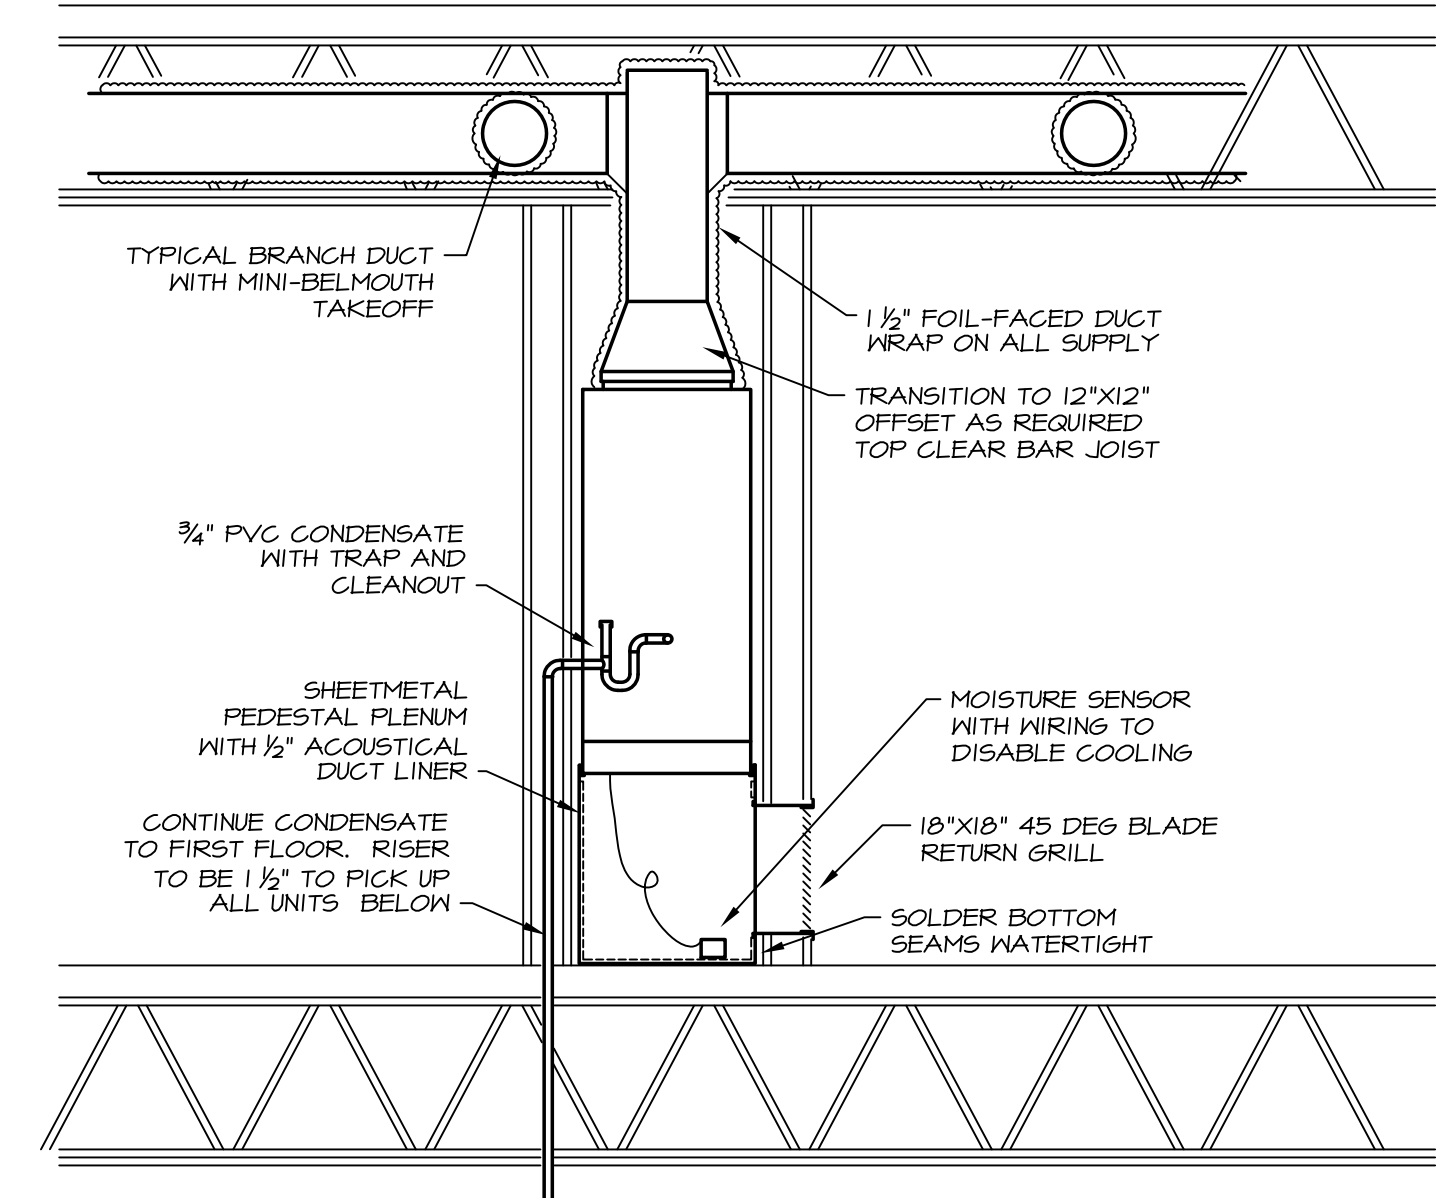 TYPICAL BRANCH DUCT
WITH MINI-BELMOUTH
TAKEOFF
1 ½" FOIL-FACED DUCT
WRAP ON ALL SUPPLY
TRANSITION TO 12"X12"
OFFSET AS REQUIRED
TOP CLEAR BAR JOIST
¾" PVC CONDENSATE
WITH TRAP AND
CLEANOUT
SHEETMETAL
PEDESTAL PLENUM
WITH ½" ACOUSTICAL
DUCT LINER
MOISTURE SENSOR
WITH WIRING TO
DISABLE COOLING
CONTINUE CONDENSATE
TO FIRST FLOOR. RISER
TO BE 1 ½" TO PICK UP
ALL UNITS BELOW
18"X18" 45 DEG BLADE
RETURN GRILL
SOLDER BOTTOM
SEAMS WATERTIGHT